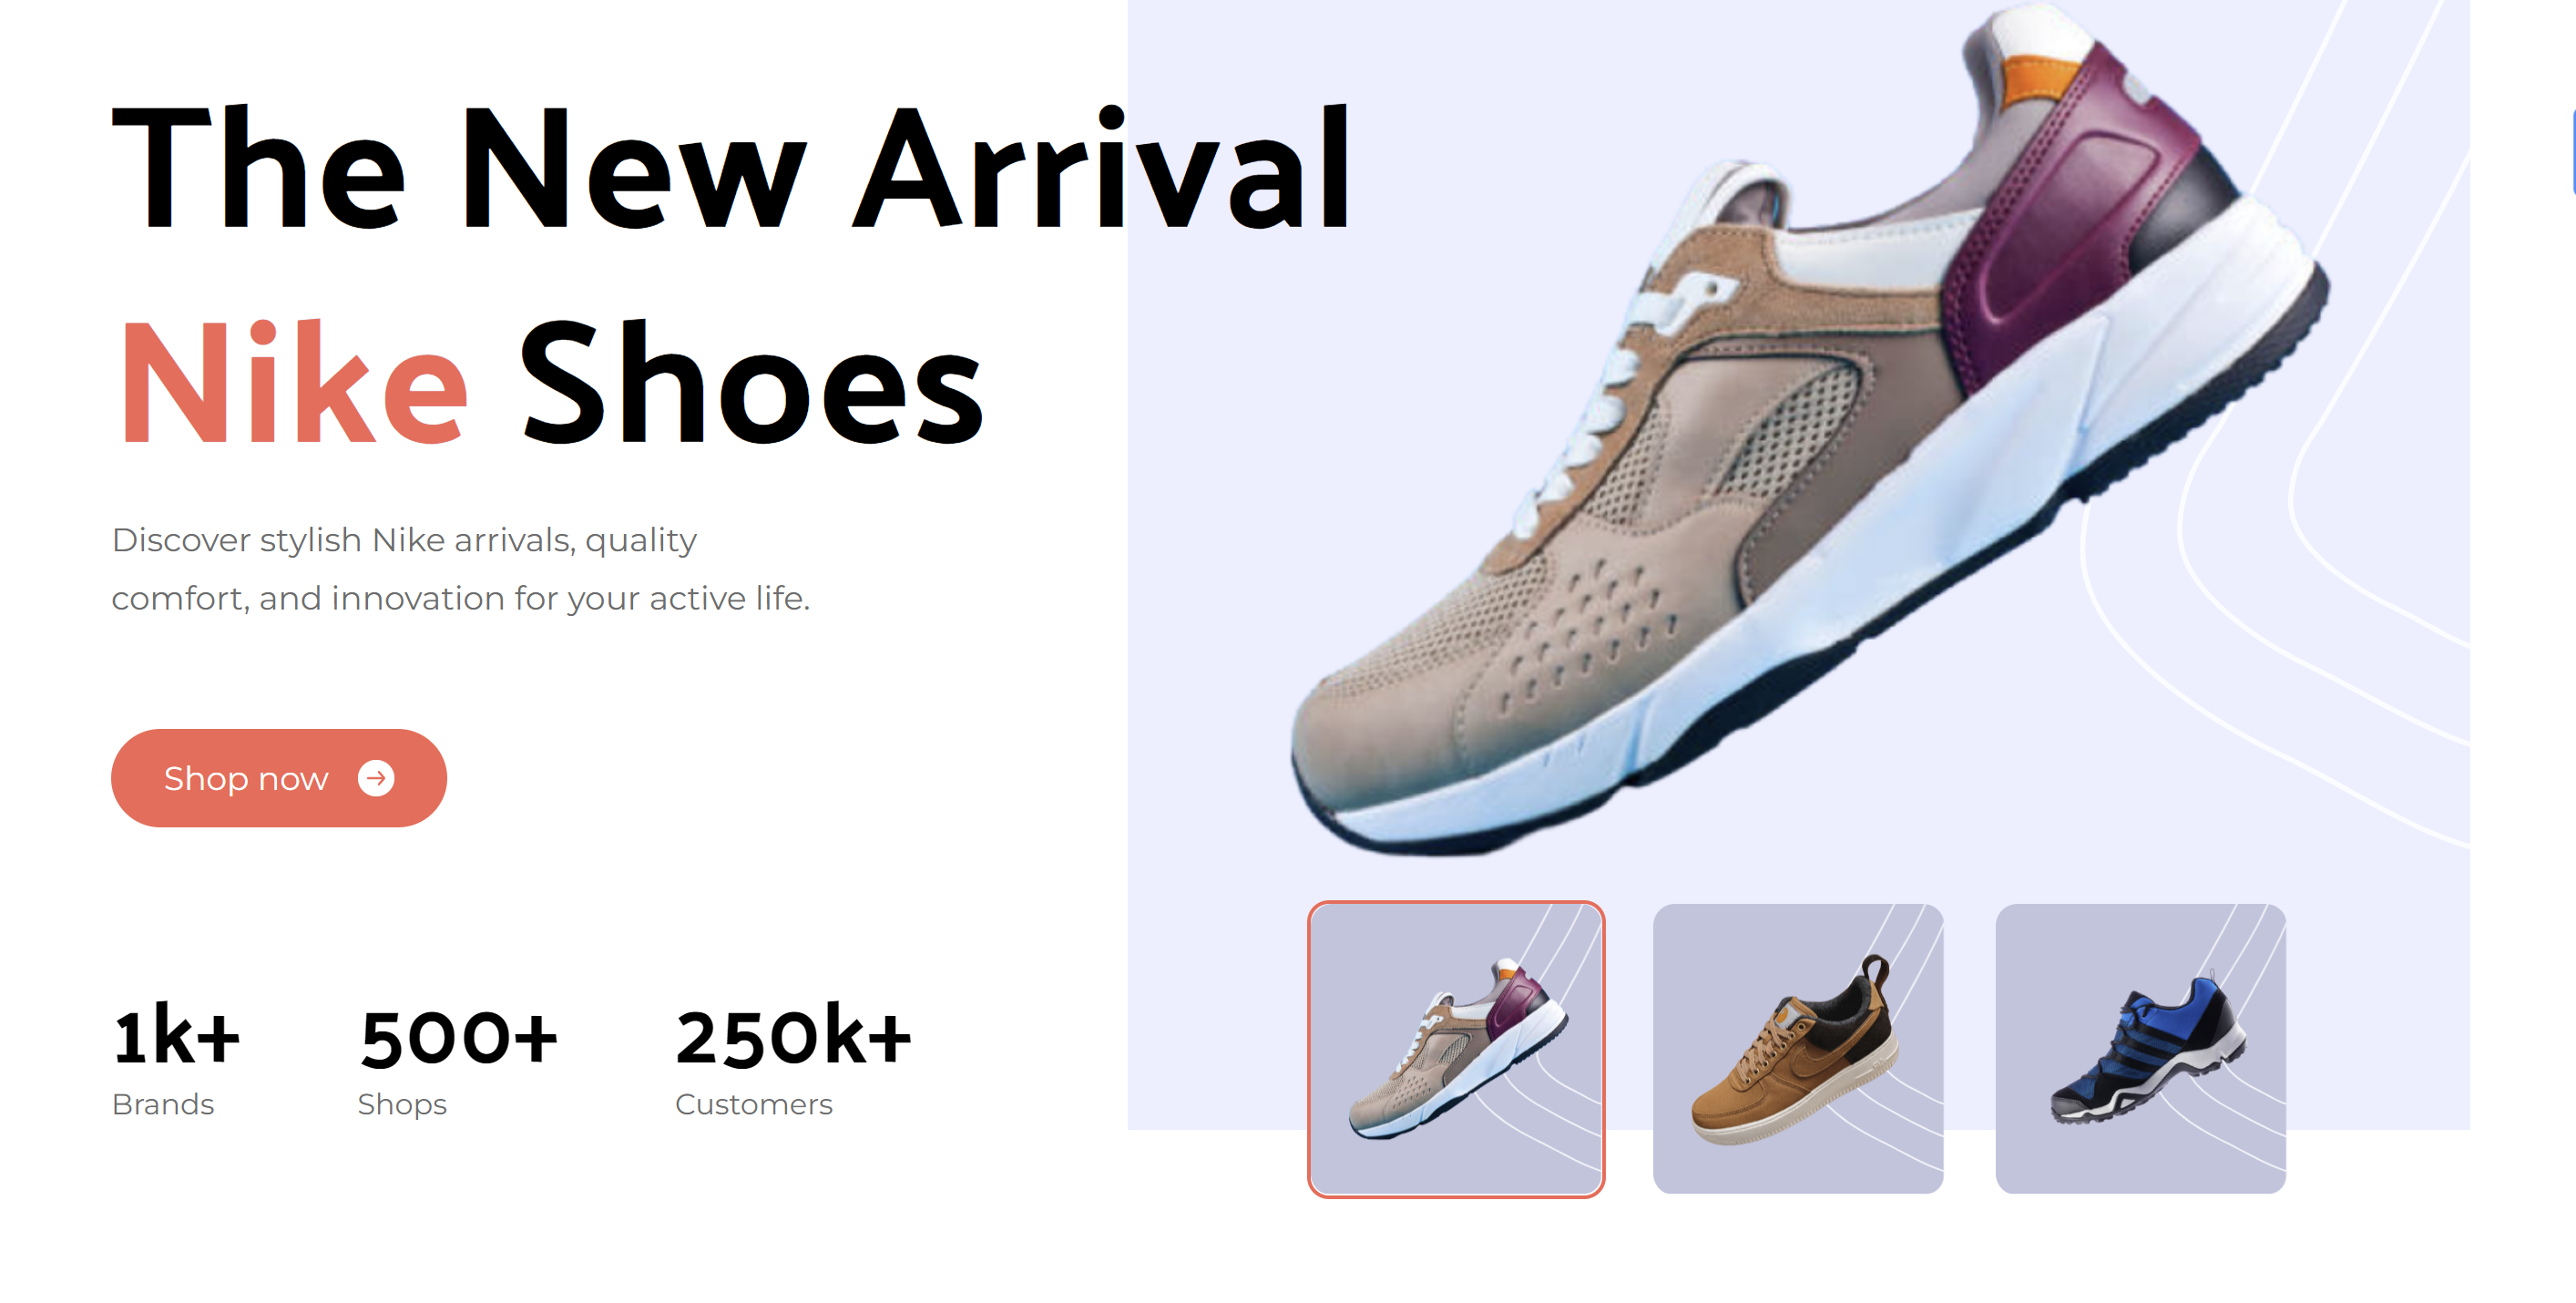 The New Arrival
Nike Shoes
Discover stylish Nike arrivals, quality
comfort, and innovation for your active life.
Shop now
1k+ 500+ 250k+
Brands Shops Customers